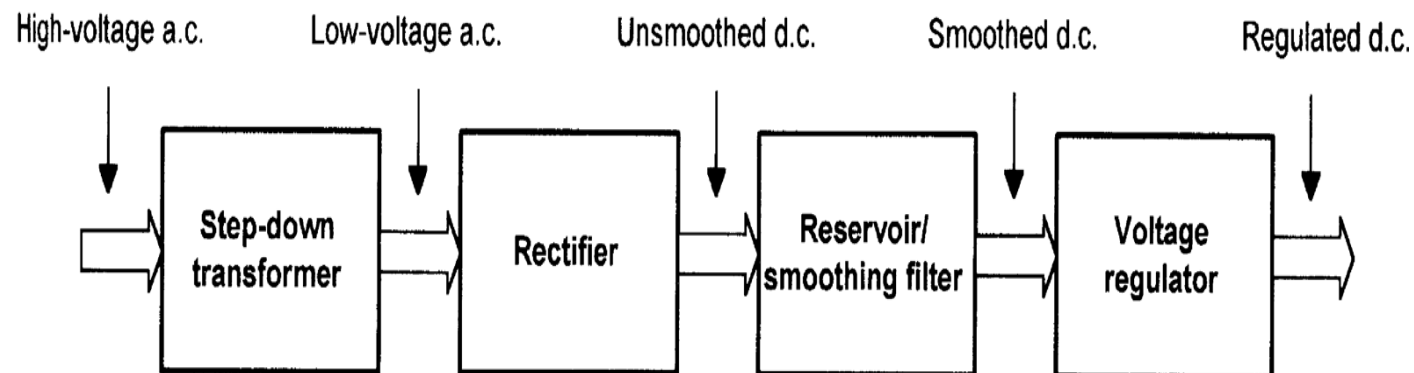 High-voltage a.c.
Low-voltage a.c.
Unsmoothed d.c.
Smoothed d.c.
Regulated d.c.
Step-down
transformer
Rectifier
Reservoir/
smoothing filter
Voltage
regulator